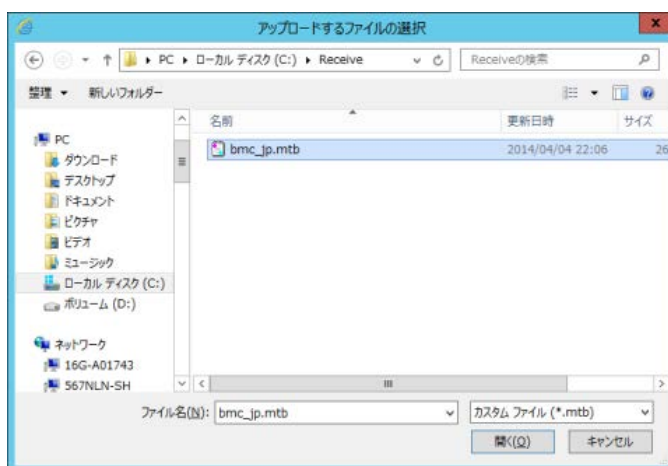 アップロードするファイルの選択
PC ▸ ローカル ディスク (C:) ▸ Receive
Receiveの検索
整理 新しいフォルダー
名前 更新日時 サイズ
bmc_jp.mtb 2014/04/04 22:06 26
PC
ダウンロード
デスクトップ
ドキュメント
ピクチャ
ビデオ
ミュージック
ローカル ディスク (C:)
ボリューム (D:)
ネットワーク
16G-A01743
567NLN-SH
ファイル名(N): bmc_jp.mtb カスタム ファイル (*.mtb)
開く(O) キャンセル